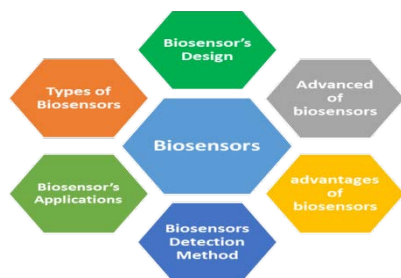 Biosensor's
Design
Types of
Biosensors
Advanced
of
biosensors
Biosensors
Biosensor's
Applications
advantages
of
biosensors
Biosensors
Detection
Method